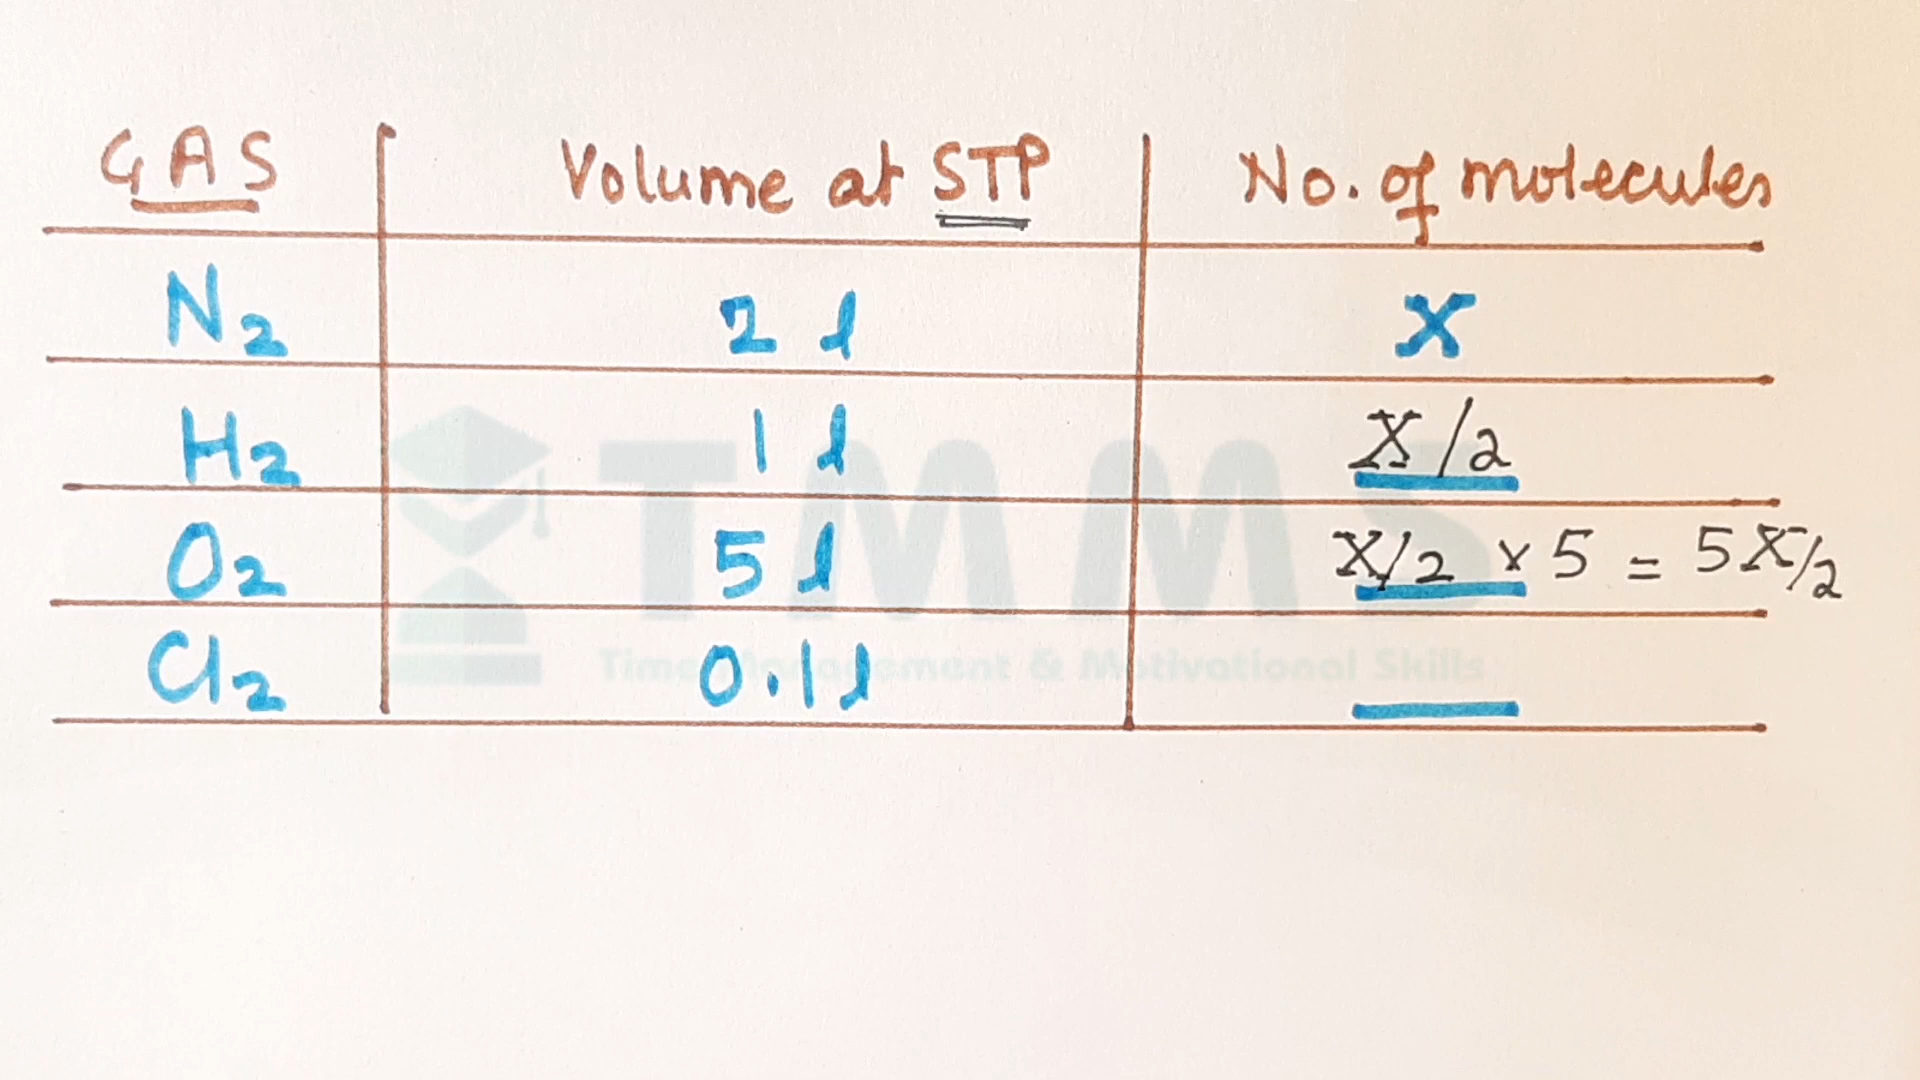 GAS Volume at STP No. of molecules
N2 2 l X
H2 1 l X/2
O2 5 l X/2 x 5 = 5X/2
Cl2 0.1 l
TMMS
Time Management & Motivational Skills